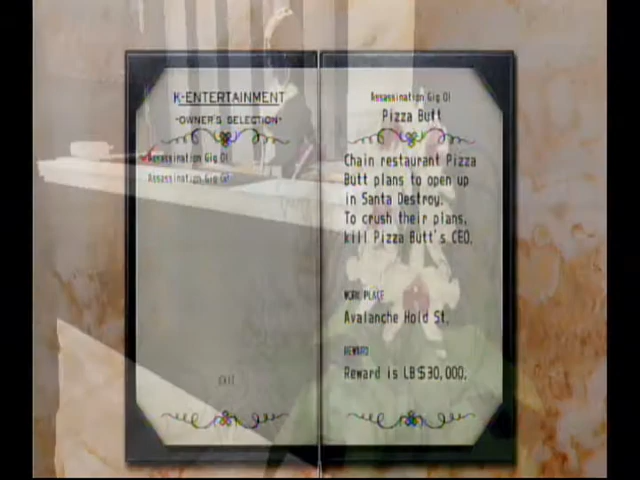 K-ENTERTAINMENT
-OWNER'S SELECTION-
Assassination Gig 01
Assassination Gig 02
EXIT
Assassination Gig 01
Pizza Butt
Chain restaurant Pizza
Butt plans to open up
in Santa Destroy.
To crush their plans,
kill Pizza Butt's CEO.
WORK PLACE
Avalanche Hold St.
REWARD
Reward is LB$30,000.